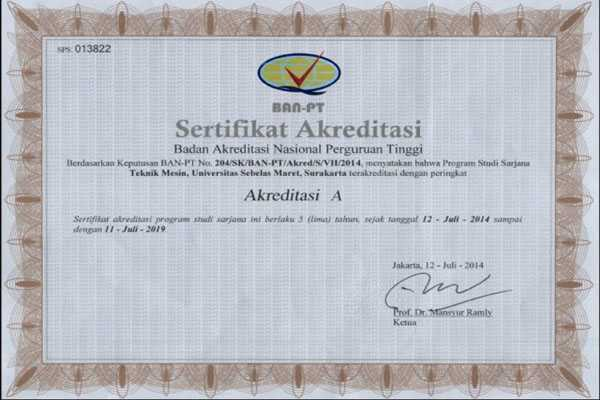 SPS: 013822
BAN-PT
Sertifikat Akreditasi
Badan Akreditasi Nasional Perguruan Tinggi
Berdasarkan Keputusan BAN-PT No. 204/SK/BAN-PT/Akred/S/VII/2014, menyatakan bahwa Program Studi Sarjana
Teknik Mesin, Universitas Sebelas Maret, Surakarta terakreditasi dengan peringkat
Akreditasi A
Sertifikat akreditasi program studi sarjana ini berlaku 5 (lima) tahun, sejak tanggal 12 - Juli - 2014 sampai
dengan 11 - Juli - 2019.
Jakarta, 12 - Juli - 2014
Prof. Dr. Mansyur Ramly
Ketua